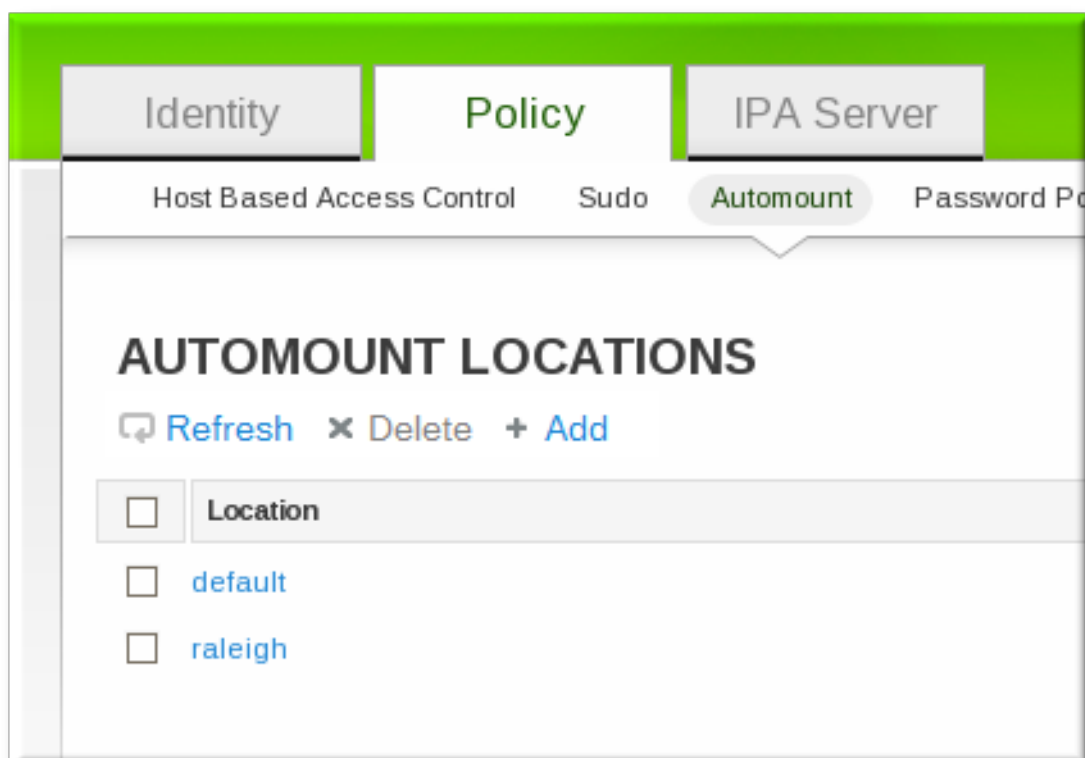 Identity Policy IPA Server
Host Based Access Control Sudo Automount Password
AUTOMOUNT LOCATIONS
Refresh Delete Add
Location
default
raleigh